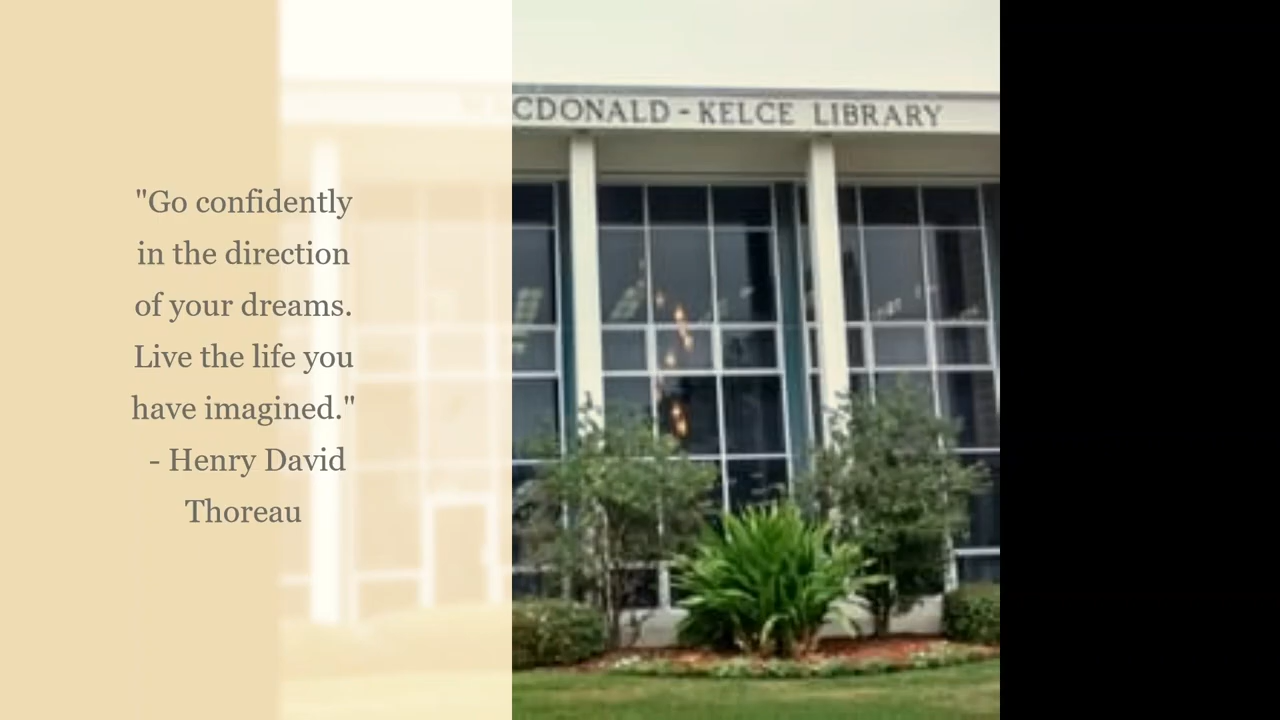 "Go confidently
in the direction
of your dreams.
Live the life you
have imagined."
- Henry David
Thoreau
CDONALD - KELCE LIBRARY